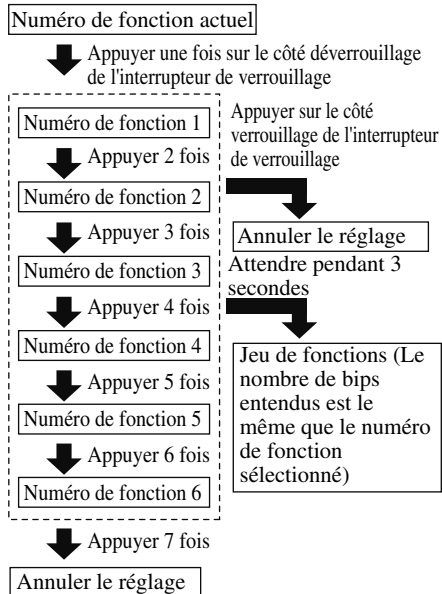 Numéro de fonction actuel
Appuyer une fois sur le côté déverrouillage
de l'interrupteur de verrouillage
Numéro de fonction 1
Appuyer 2 fois
Numéro de fonction 2
Appuyer 3 fois
Numéro de fonction 3
Appuyer 4 fois
Numéro de fonction 4
Appuyer 5 fois
Numéro de fonction 5
Appuyer 6 fois
Numéro de fonction 6
Appuyer 7 fois
Annuler le réglage
Appuyer sur le côté
verrouillage de l'interrupteur
de verrouillage
Annuler le réglage
Attendre pendant 3
secondes
Jeu de fonctions (Le
nombre de bips
entendus est le
même que le numéro
de fonction
sélectionné)